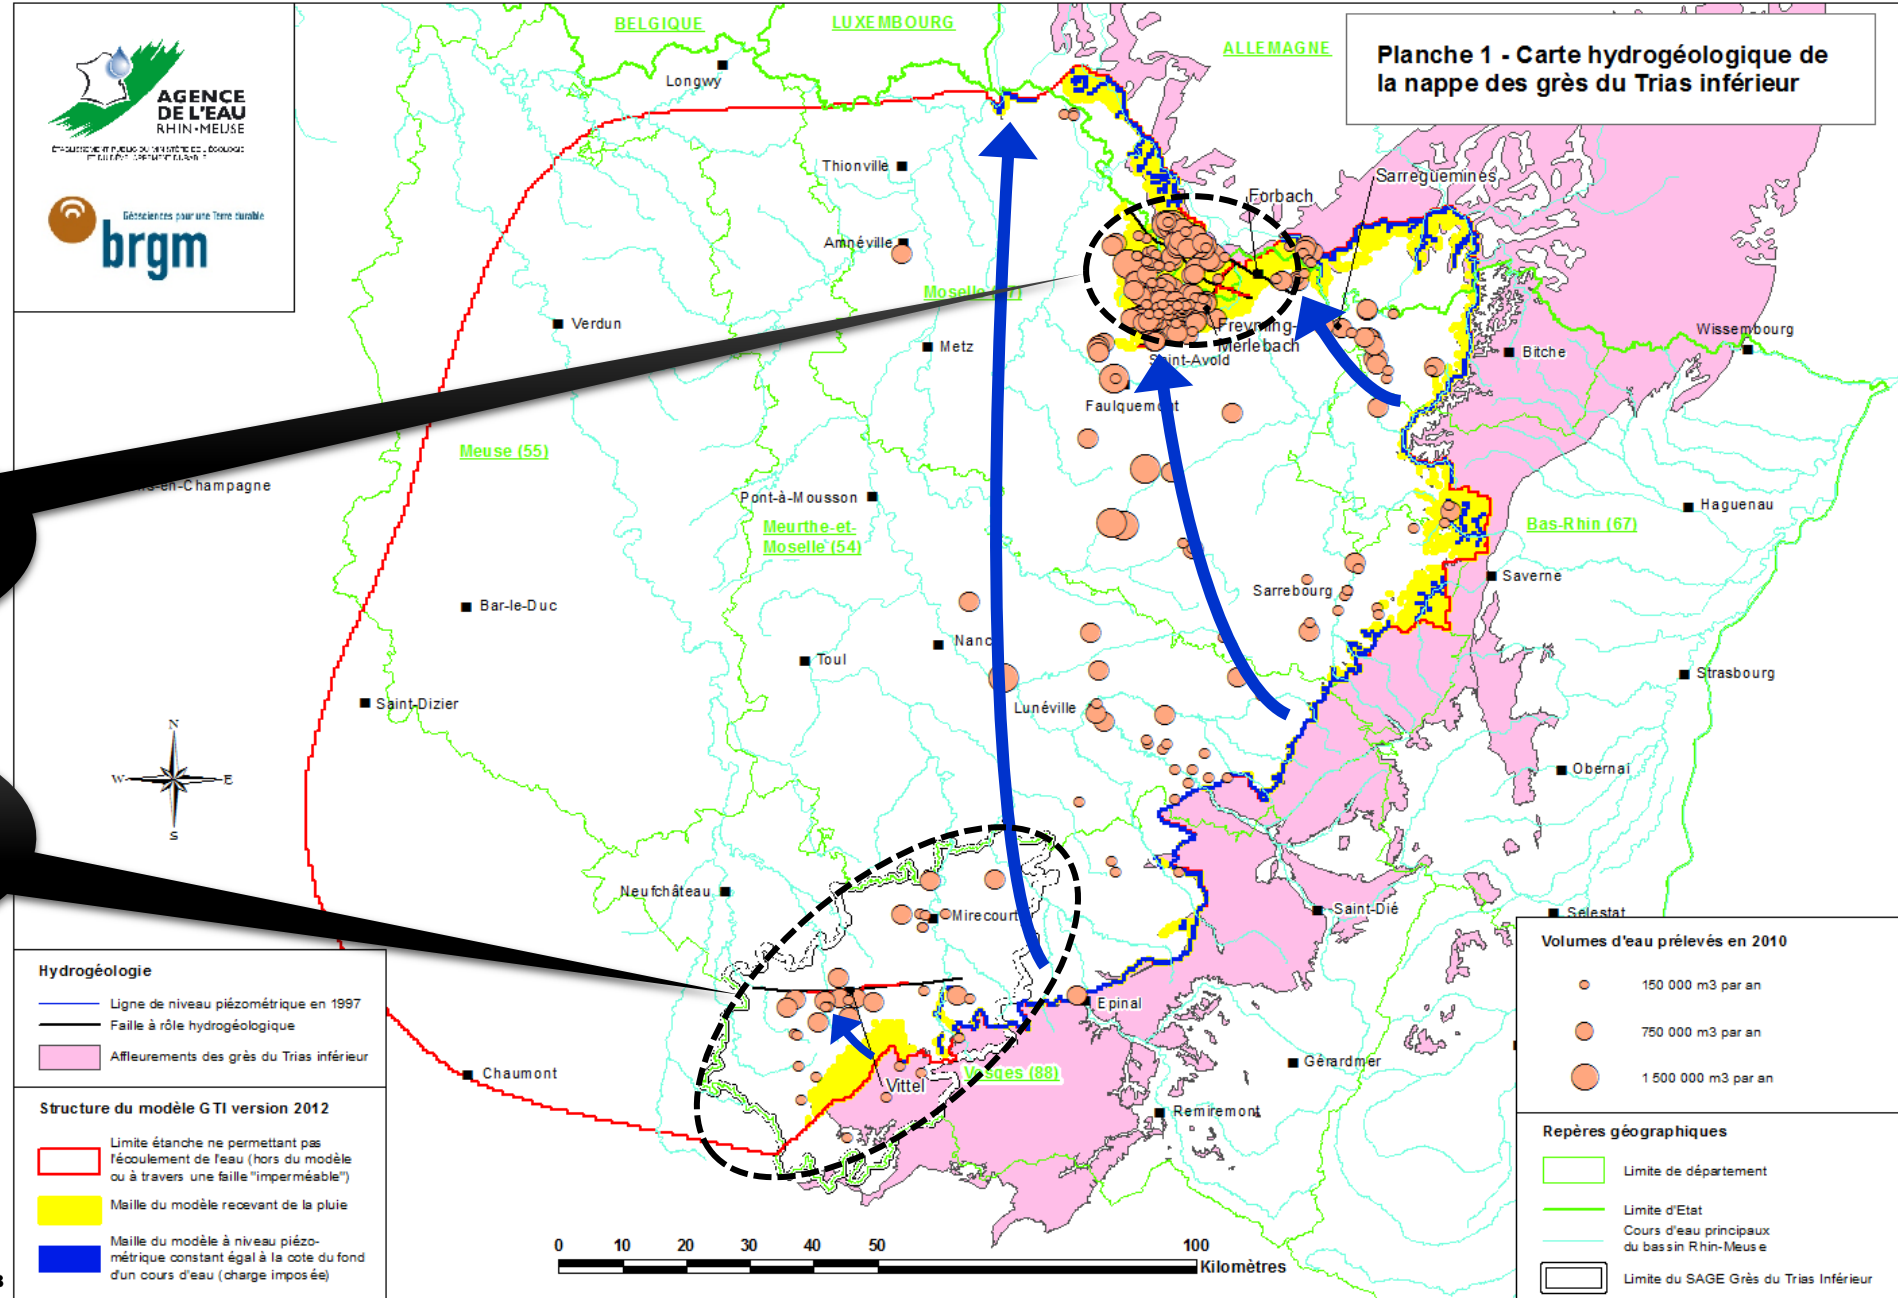 AGENCE
DE L'EAU
RHIN•MEUSE
Géosciences pour une Terre durable
brgm
Planche 1 - Carte hydrogéologique de
la nappe des grès du Trias inférieur
BELGIQUE
LUXEMBOURG
ALLEMAGNE
Longwy
Thionville
Sarreguemines
Forbach
Amnéville
Moselle
Verdun
Metz
Freyming-
Merlebach
Saint-Avold
Bitche
Wissembourg
Faulquemont
Meuse (55)
-en-Champagne
Pont-à-Mousson
Meurthe-et-
Moselle (54)
Bas-Rhin (67)
Haguenau
Saverne
Sarrebourg
Bar-le-Duc
Nanc
Toul
Strasbourg
Saint-Dizier
Lunéville
Obernai
N
W
E
S
Neufchâteau
Mirecourt
Saint-Dié
Selestat
Epinal
Gérardmer
Chaumont
Vittel
Vosges (88)
Remiremont
Hydrogéologie
Ligne de niveau piézométrique en 1997
Faille à rôle hydrogéologique
Affleurements des grès du Trias inférieur
Structure du modèle GTI version 2012
Limite étanche ne permettant pas
l'écoulement de l'eau (hors du modèle
ou à travers une faille "imperméable")
Maille du modèle recevant de la pluie
Maille du modèle à niveau piézo-
métrique constant égal à la cote du fond
d'un cours d'eau (charge imposée)
0 10 20 30 40 50 100
Kilomètres
Volumes d'eau prélevés en 2010
150 000 m3 par an
750 000 m3 par an
1 500 000 m3 par an
Repères géographiques
Limite de département
Limite d'Etat
Cours d'eau principaux
du bassin Rhin-Meuse
Limite du SAGE Grès du Trias Inférieur